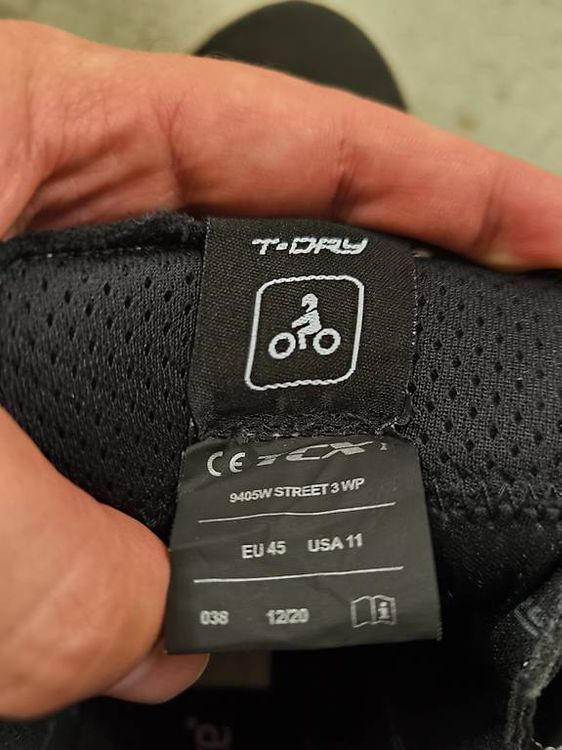 T-DRY
CE TCX
9405W STREET 3 WP
EU 45 USA 11
038 12/20 i